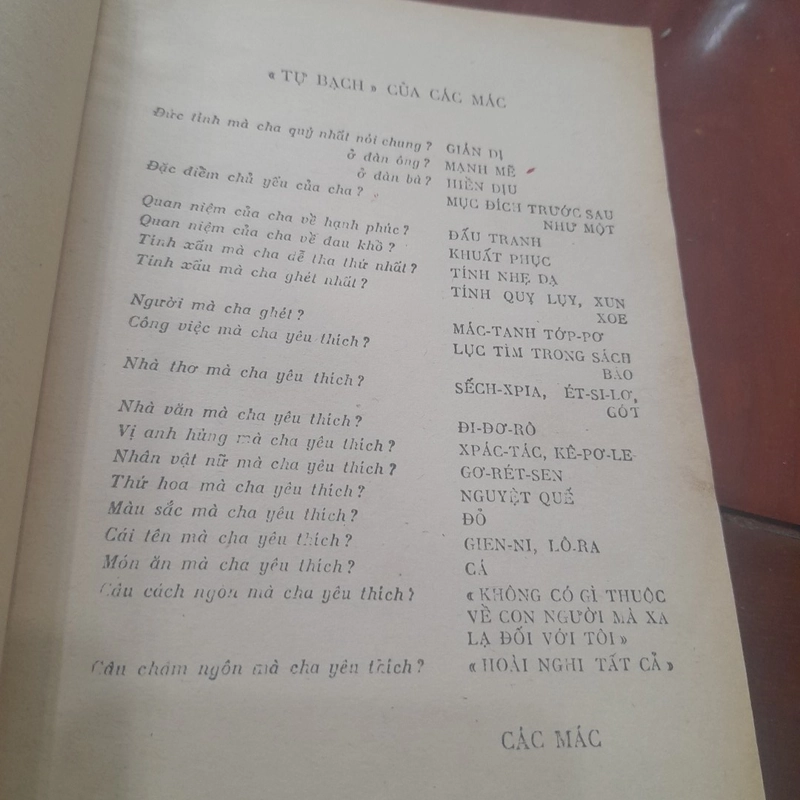 « TỰ BẠCH » CỦA CÁC MÁC
Đức tính mà cha quý nhất nói chung? GIẢN DỊ
ở đàn ông? MẠNH MẼ
ở đàn bà? HIỀN DỊU
Đặc điểm chủ yếu của cha? MỤC ĐÍCH TRƯỚC SAU
NHƯ MỘT
Quan niệm của cha về hạnh phúc? ĐẤU TRANH
Quan niệm của cha về đau khổ? KHUẤT PHỤC
Tính xấu mà cha dễ tha thứ nhất? TÍNH NHẸ DẠ
Tính xấu mà cha ghét nhất? TÍNH QUỴ LỤY, XUN
XOE
Người mà cha ghét? MÁC-TANH TỚP-PƠ
Công việc mà cha yêu thích? LỤC TÌM TRONG SÁCH
BÁO
Nhà thơ mà cha yêu thích? SẾCH-XPIA, ÉT-SI-LƠ,
GỚT
Nhà văn mà cha yêu thích? ĐI-ĐƠ-RÔ
Vị anh hùng mà cha yêu thích? XPÁC-TÁC, KÊ-PƠ-LE
Nhân vật nữ mà cha yêu thích? GƠ-RÉT-SEN
Thứ hoa mà cha yêu thích? NGUYỆT QUẾ
Màu sắc mà cha yêu thích? ĐỎ
Cái tên mà cha yêu thích? GIEN-NI, LÔ-RA
Món ăn mà cha yêu thích? CÁ
Câu cách ngôn mà cha yêu thích? « KHÔNG CÓ GÌ THUỘC
VỀ CON NGƯỜI MÀ XA
LẠ ĐỐI VỚI TÔI »
Câu châm ngôn mà cha yêu thích? « HOÀI NGHI TẤT CẢ »
CÁC MÁC